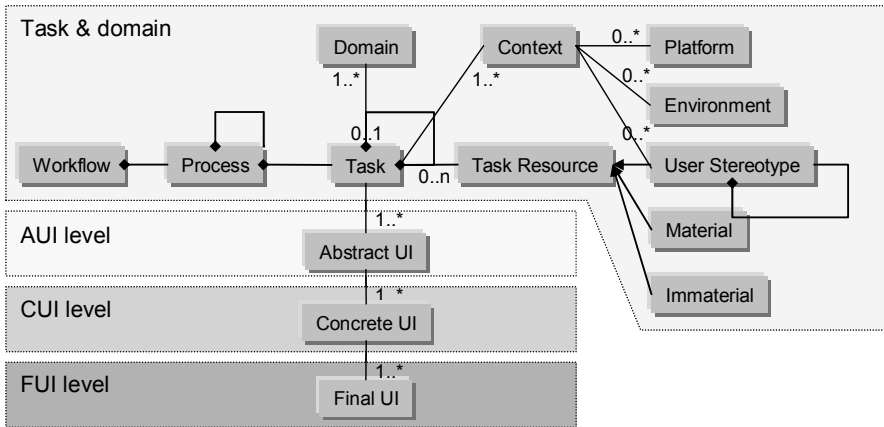 Task & domain
Domain
Context
Platform
0..*
1..*
1..*
0..*
Environment
0..1
0..*
Workflow
Process
Task
Task Resource
User Stereotype
0..n
1..*
Material
AUI level
Abstract UI
1..*
Immaterial
CUI level
Concrete UI
1..*
FUI level
Final UI